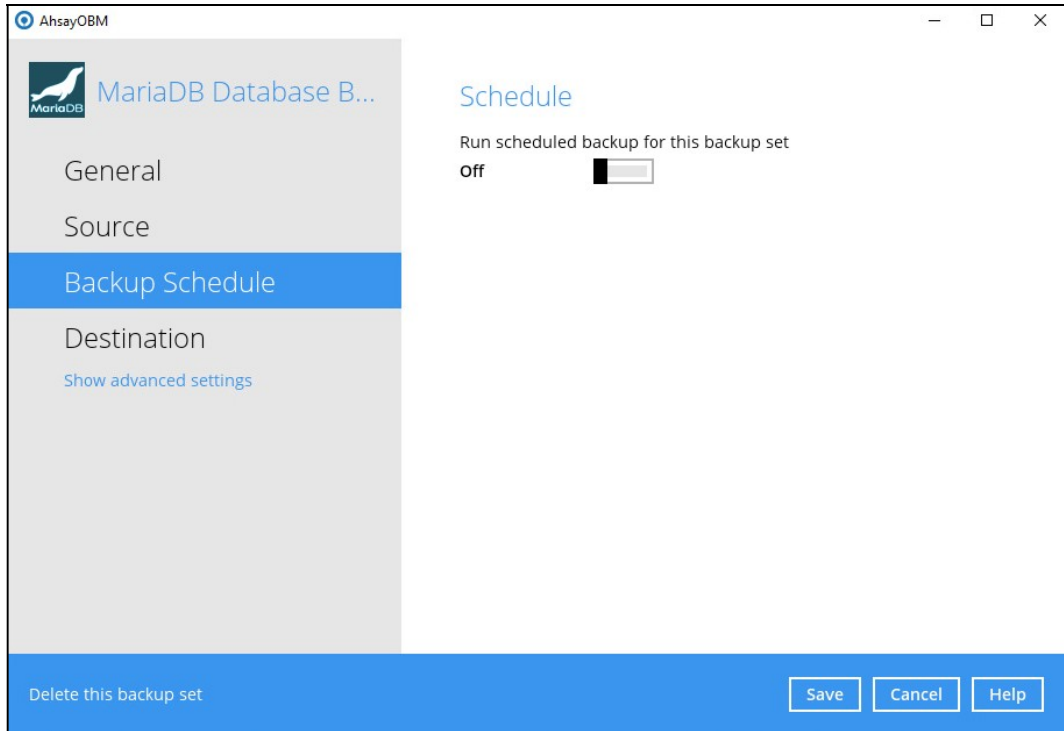 AhsayOBM
MariaDB
MariaDB Database B...
General
Source
Backup Schedule
Destination
Show advanced settings
Schedule
Run scheduled backup for this backup set
Off
Delete this backup set
Save Cancel Help